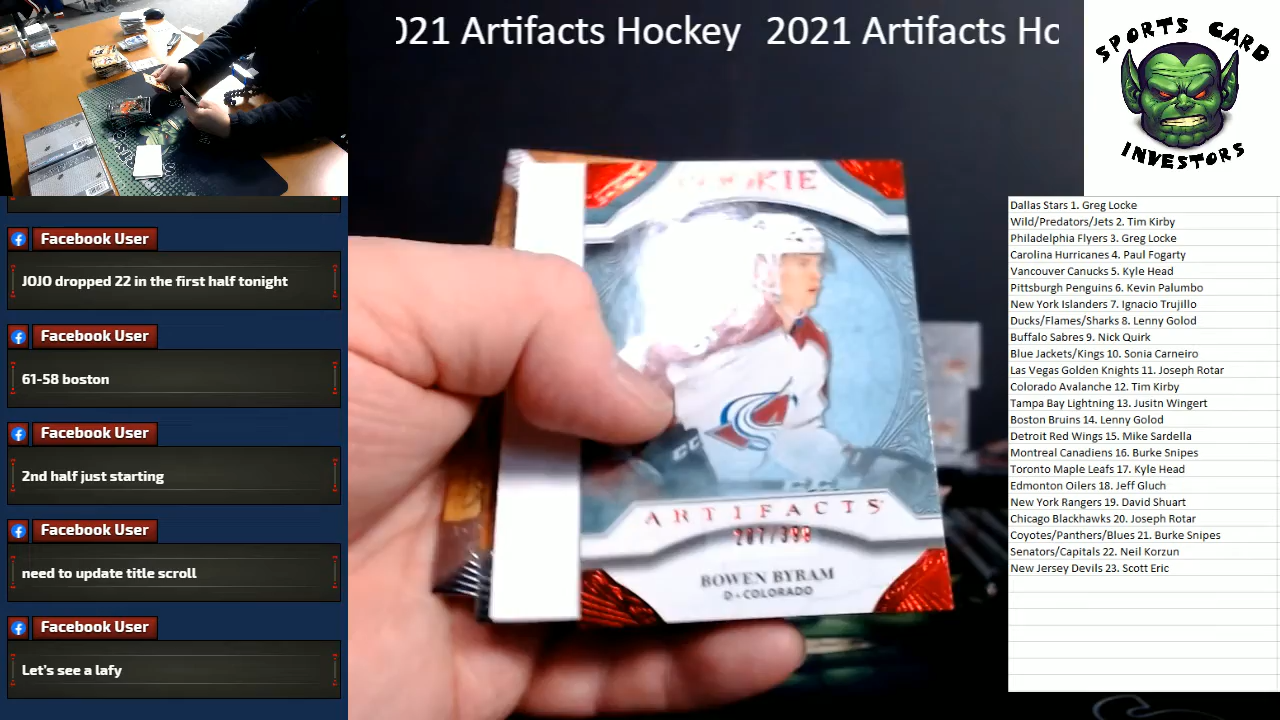 2021 Artifacts Hockey 2021 Artifacts Ho
SPORTS CARD
INVESTORS
Facebook User
JOJO dropped 22 in the first half tonight
Facebook User
61-58 boston
Facebook User
2nd half just starting
Facebook User
need to update title scroll
Facebook User
Let's see a lafy
ROOKIE
ARTIFACTS
BOWEN BYRAM
D • COLORADO
Dallas Stars 1. Greg Locke
Wild/Predators/Jets 2. Tim Kirby
Philadelphia Flyers 3. Greg Locke
Carolina Hurricanes 4. Paul Fogarty
Vancouver Canucks 5. Kyle Head
Pittsburgh Penguins 6. Kevin Palumbo
New York Islanders 7. Ignacio Trujillo
Ducks/Flames/Sharks 8. Lenny Golod
Buffalo Sabres 9. Nick Quirk
Blue Jackets/Kings 10. Sonia Carneiro
Las Vegas Golden Knights 11. Joseph Rotar
Colorado Avalanche 12. Tim Kirby
Tampa Bay Lightning 13. Jusitn Wingert
Boston Bruins 14. Lenny Golod
Detroit Red Wings 15. Mike Sardella
Montreal Canadiens 16. Burke Snipes
Toronto Maple Leafs 17. Kyle Head
Edmonton Oilers 18. Jeff Gluch
New York Rangers 19. David Shuart
Chicago Blackhawks 20. Joseph Rotar
Coyotes/Panthers/Blues 21. Burke Snipes
Senators/Capitals 22. Neil Korzun
New Jersey Devils 23. Scott Eric